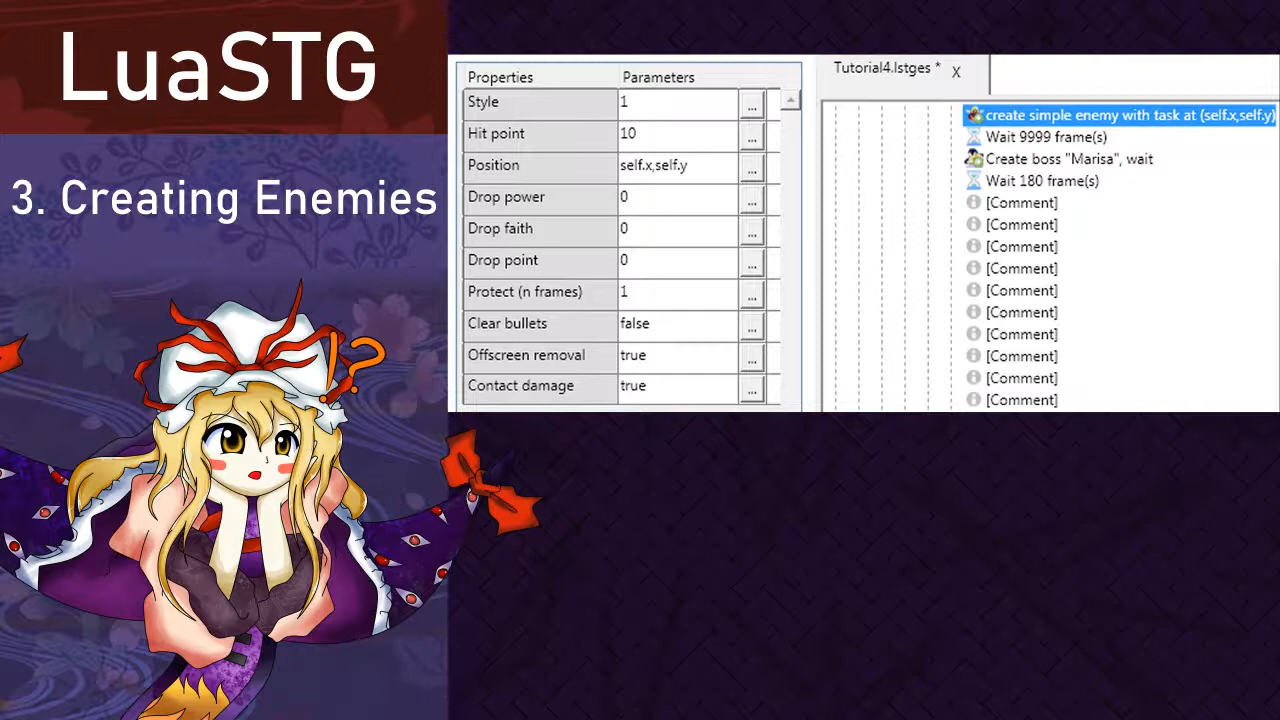 LuaSTG
3. Creating Enemies
!?
Properties Parameters
Style 1 ...
Hit point 10 ...
Position self.x,self.y ...
Drop power 0 ...
Drop faith 0 ...
Drop point 0 ...
Protect (n frames) 1 ...
Clear bullets false ...
Offscreen removal true ...
Contact damage true ...
Tutorial4.lstges * X
create simple enemy with task at (self.x,self.y)
Wait 9999 frame(s)
Create boss "Marisa", wait
Wait 180 frame(s)
[Comment]
[Comment]
[Comment]
[Comment]
[Comment]
[Comment]
[Comment]
[Comment]
[Comment]
[Comment]